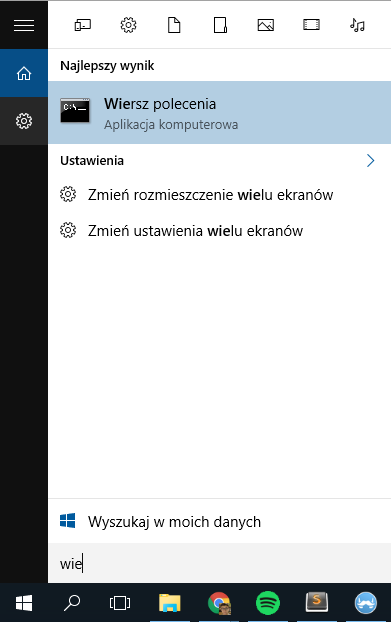 Najlepszy wynik
Wiersz polecenia
Aplikacja komputerowa
Ustawienia
Zmień rozmieszczenie wielu ekranów
Zmień ustawienia wielu ekranów
Wyszukaj w moich danych
wie